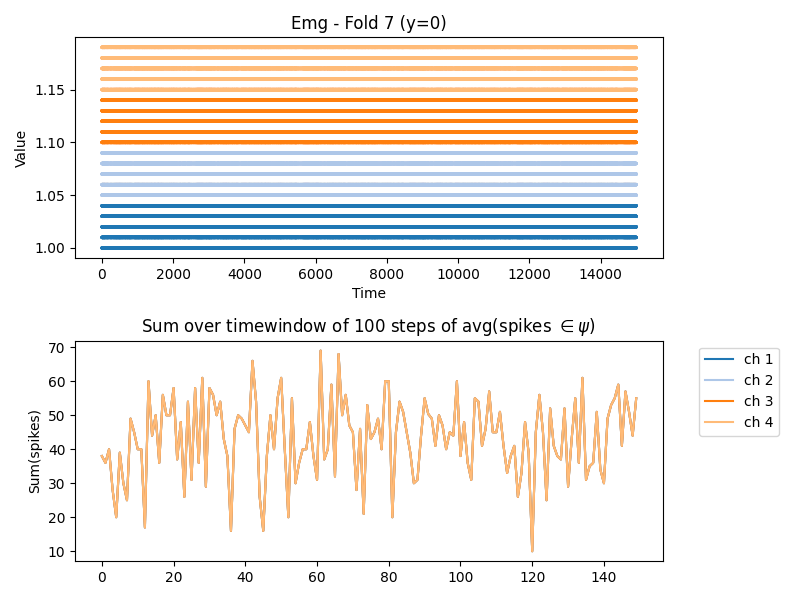 Emg - Fold 7 (y=0)
Value
1.15
1.10
1.05
1.00
0 2000 4000 6000 8000 10000 12000 14000
Time
Sum over timewindow of 100 steps of avg(spikes ∈ ψ)
Sum(spikes)
70
60
50
40
30
20
10
0 20 40 60 80 100 120 140
ch 1
ch 2
ch 3
ch 4